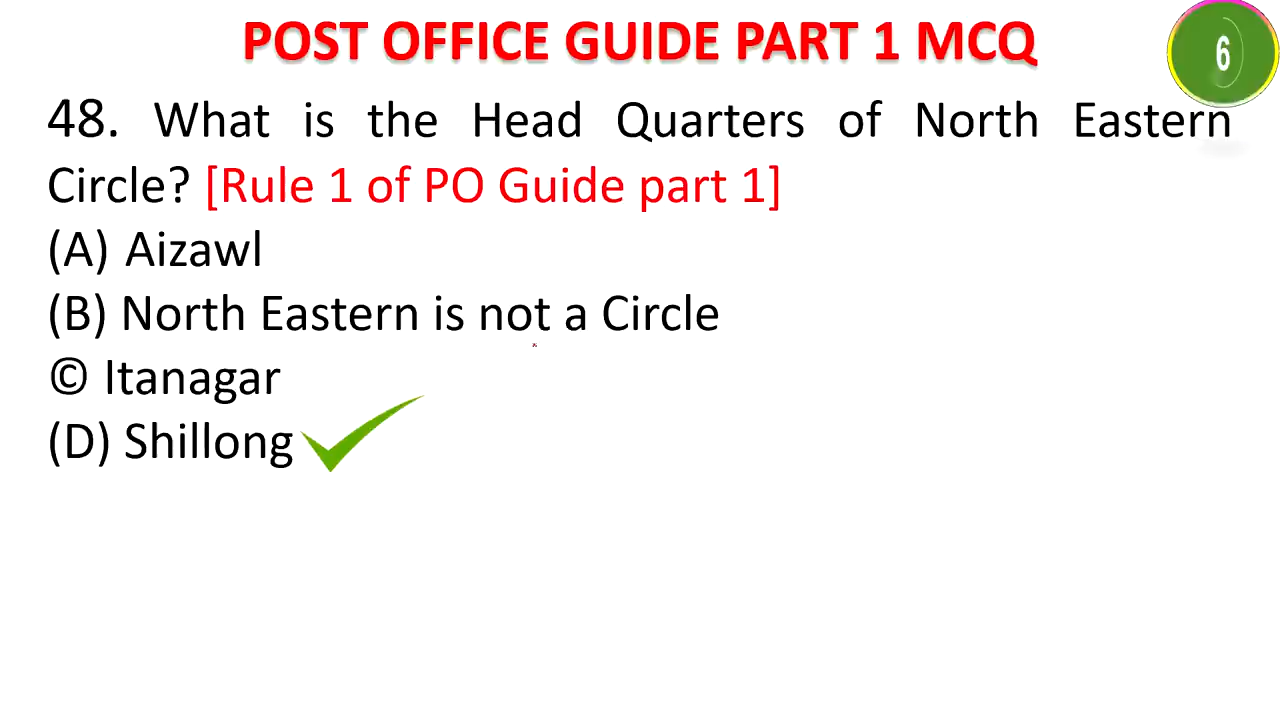 POST OFFICE GUIDE PART 1 MCQ
6
48. What is the Head Quarters of North Eastern
Circle? [Rule 1 of PO Guide part 1]
(A) Aizawl
(B) North Eastern is not a Circle
© Itanagar
(D) Shillong